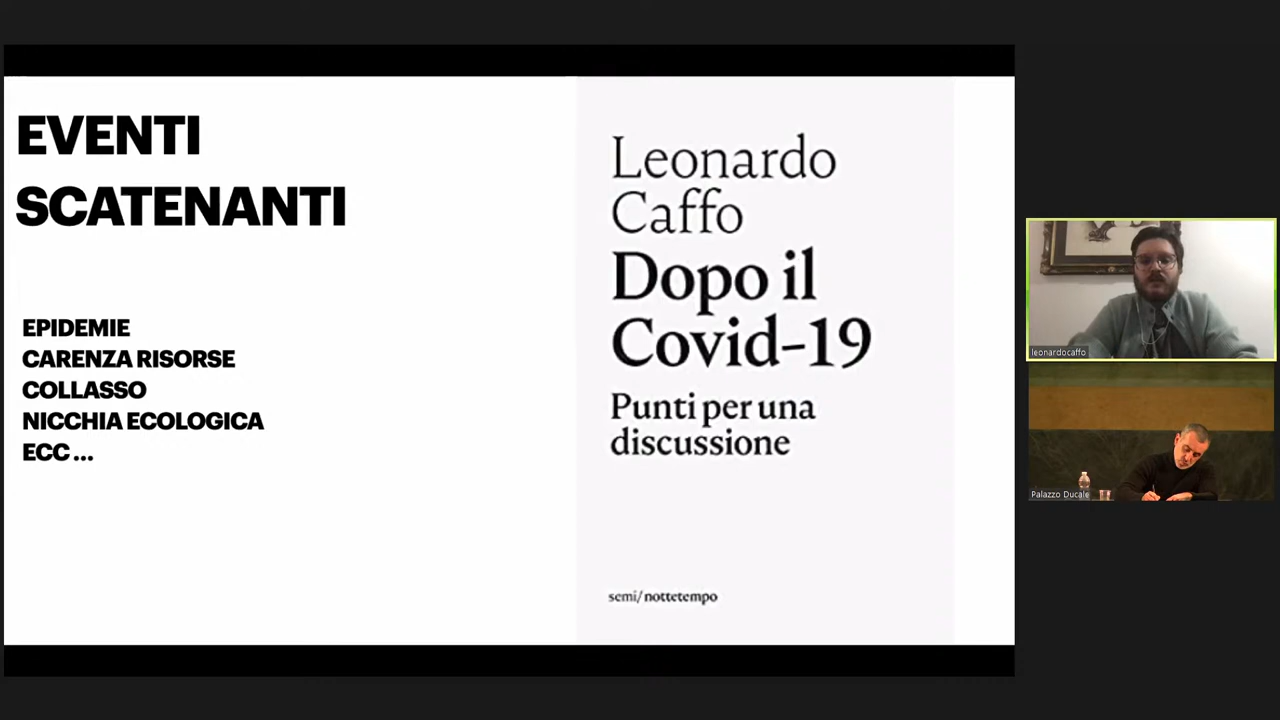 EVENTI
SCATENANTI
EPIDEMIE
CARENZA RISORSE
COLLASSO
NICCHIA ECOLOGICA
ECC ...
Leonardo
Caffo
Dopo il
Covid-19
Punti per una
discussione
semi/nottetempo
leonardocaffo
Palazzo Ducale